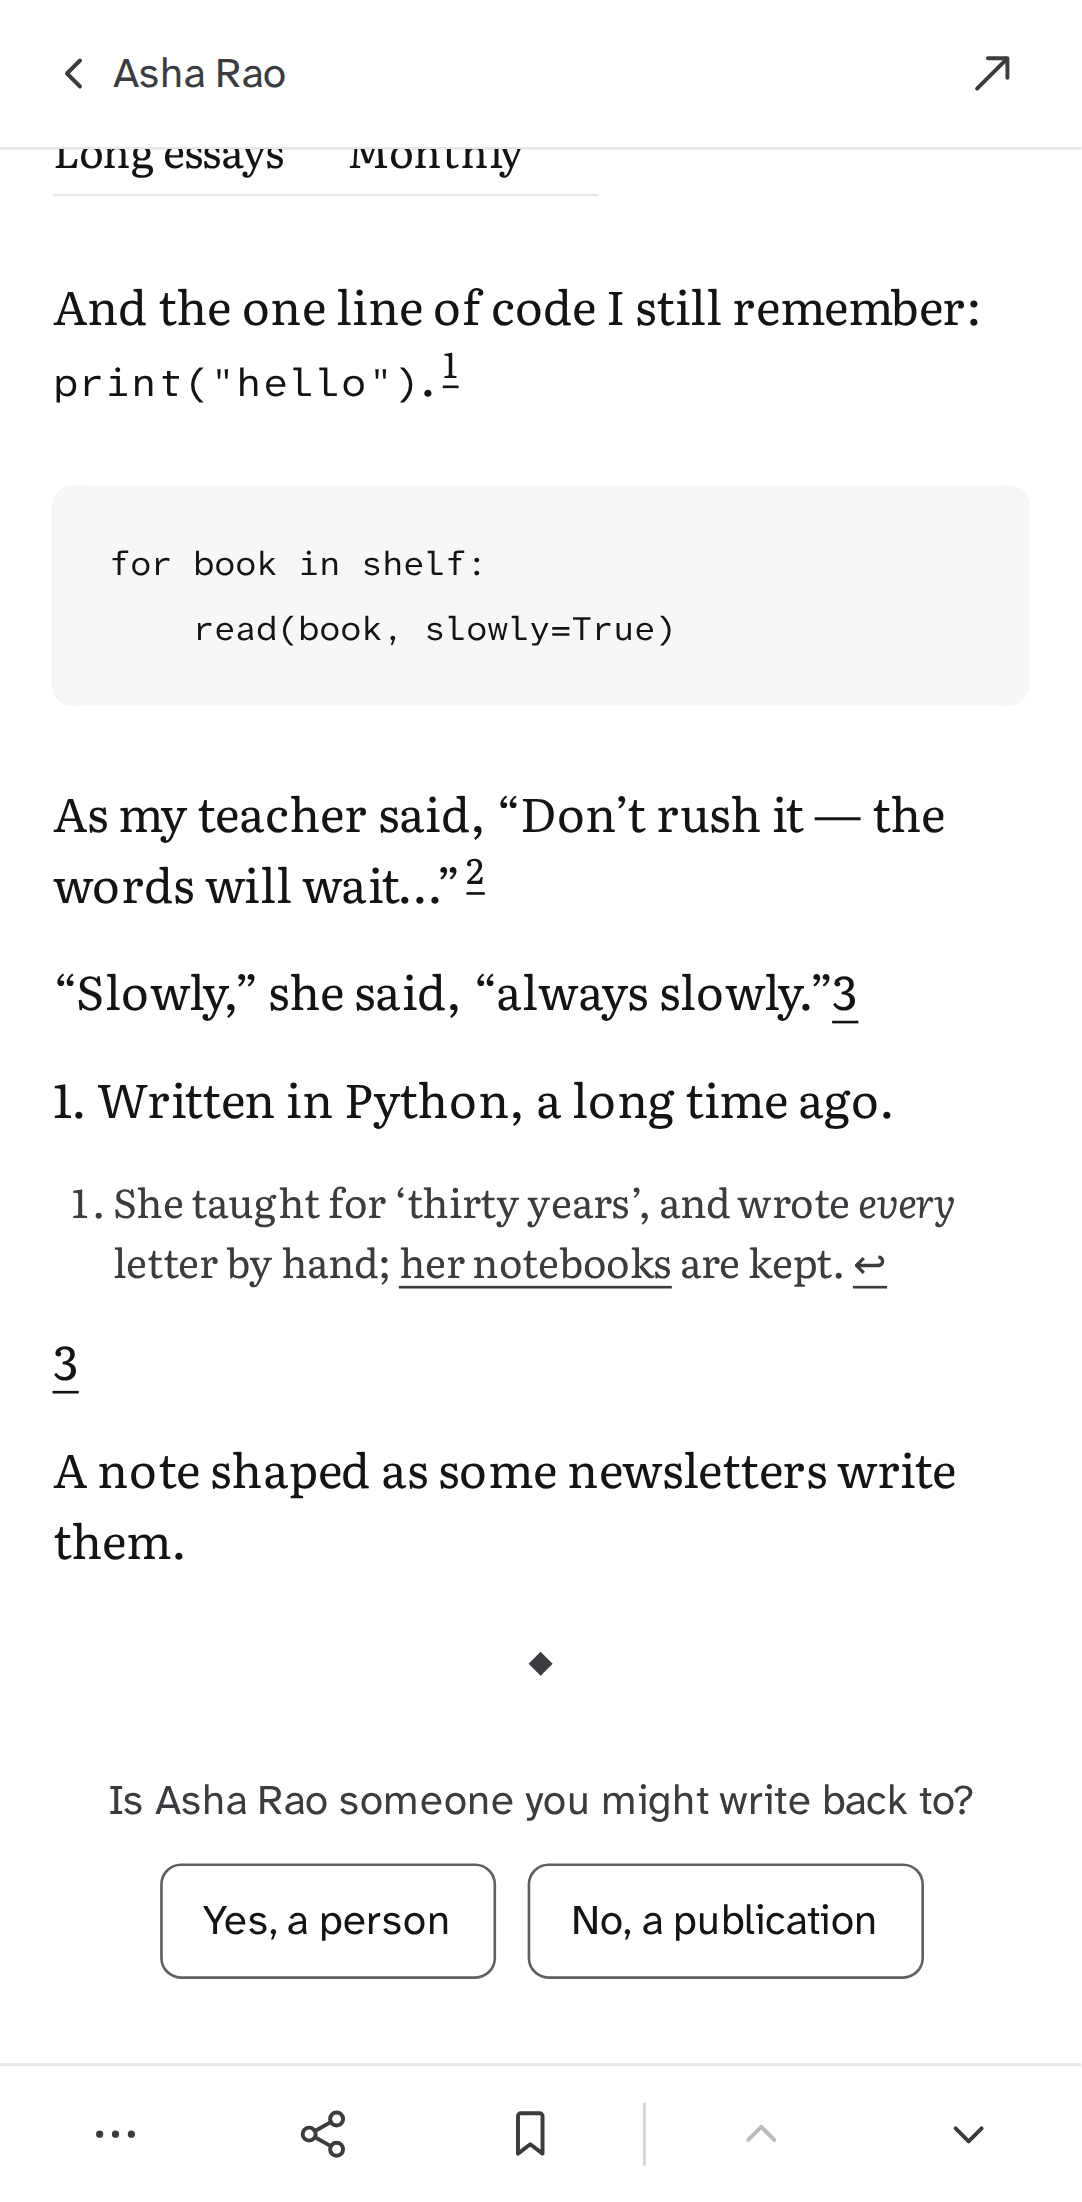 Asha Rao
Long essays Monthly
And the one line of code I still remember:
print("hello").1
for book in shelf:
    read(book, slowly=True)
As my teacher said, “Don’t rush it — the
words will wait…” 2
“Slowly,” she said, “always slowly.”3
1. Written in Python, a long time ago.
1. She taught for ‘thirty years’, and wrote every
letter by hand; her notebooks are kept. ↩
3
A note shaped as some newsletters write
them.
◆
Is Asha Rao someone you might write back to?
Yes, a person
No, a publication